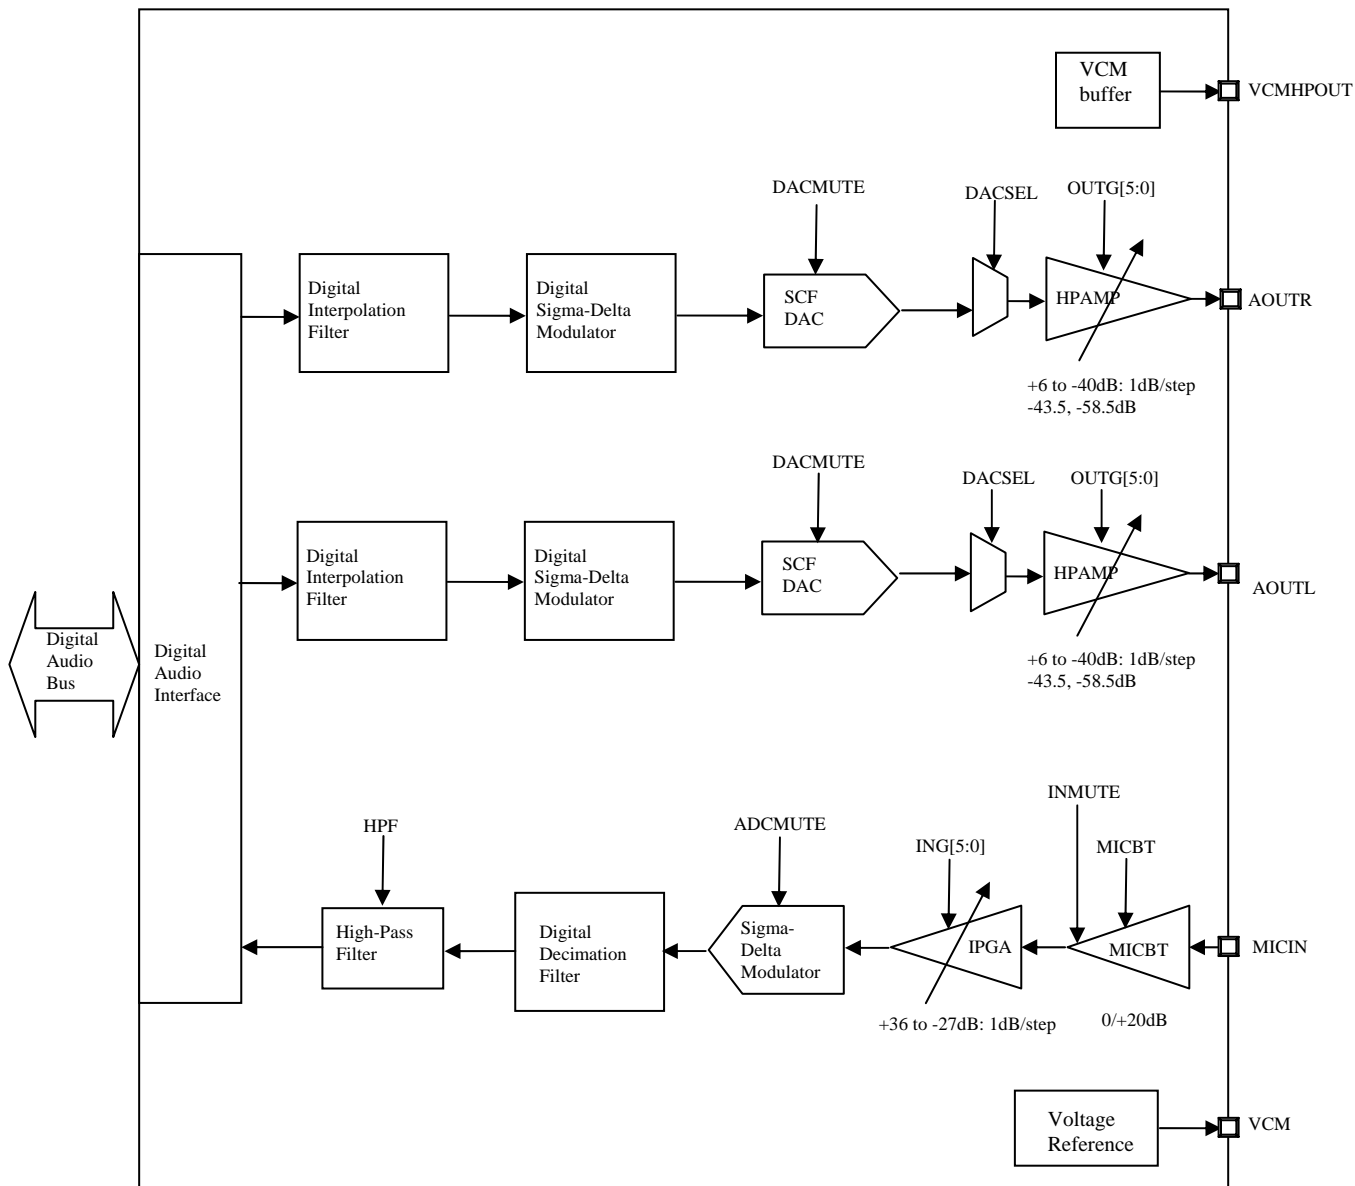 VCM
buffer
VCMHPOUT
DACMUTE
DACSEL
OUTG[5:0]
Digital
Interpolation
Filter
Digital
Sigma-Delta
Modulator
SCF
DAC
HPAMP
AOUTR
+6 to -40dB: 1dB/step
-43.5, -58.5dB
DACMUTE
DACSEL
OUTG[5:0]
Digital
Interpolation
Filter
Digital
Sigma-Delta
Modulator
SCF
DAC
HPAMP
AOUTL
+6 to -40dB: 1dB/step
-43.5, -58.5dB
Digital
Audio
Bus
Digital
Audio
Interface
HPF
ADCMUTE
ING[5:0]
INMUTE
MICBT
High-Pass
Filter
Digital
Decimation
Filter
Sigma-
Delta
Modulator
IPGA
MICBT
MICIN
+36 to -27dB: 1dB/step
0/+20dB
Voltage
Reference
VCM